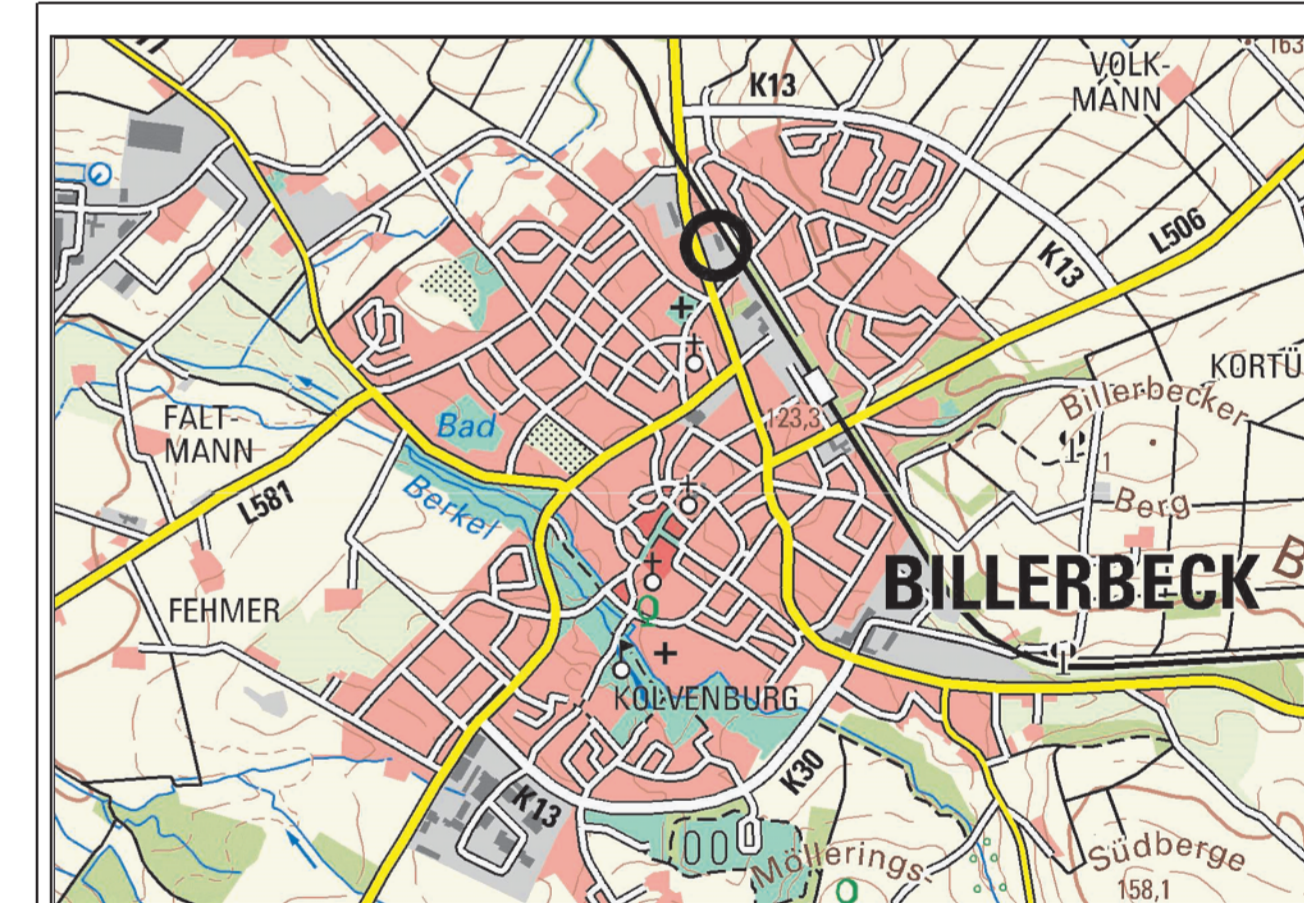 163
VOLK-
MANN
K13
L506
K13
KORTÜ
Billerbecker
Berg
FALT-
MANN
Bad
123,3
L581
Berkel
BILLERBECK
FEHMER
KOLVENBURG
K30
K13
Möllerings-
Südberge
158,1